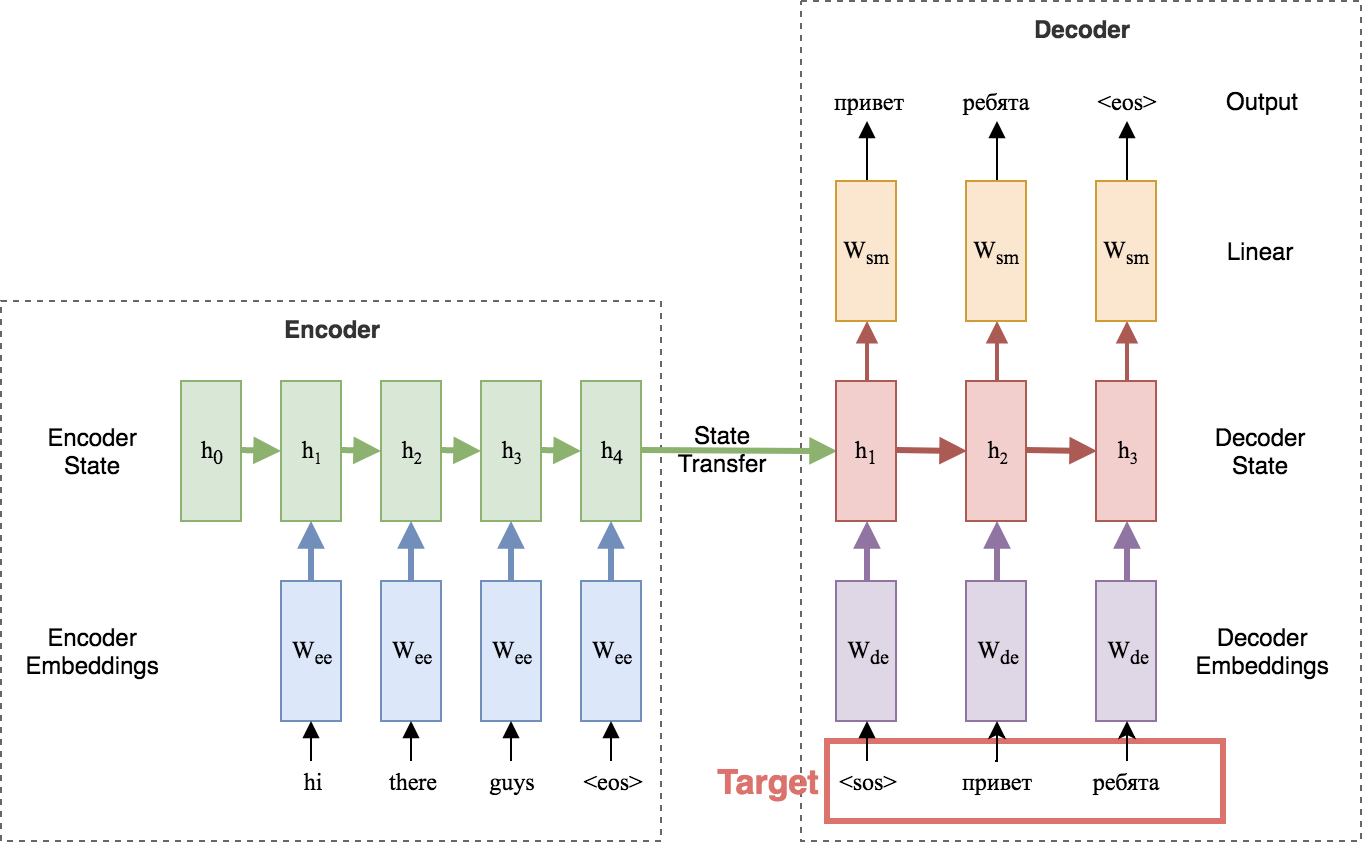 Decoder
привет ребята <eos> Output
W_sm W_sm W_sm Linear
Encoder
Encoder
State
h_0 h_1 h_2 h_3 h_4
State
Transfer
h_1 h_2 h_3
Decoder
State
Encoder
Embeddings
W_ee W_ee W_ee W_ee
W_de W_de W_de
Decoder
Embeddings
hi there guys <eos>
Target <sos> привет ребята